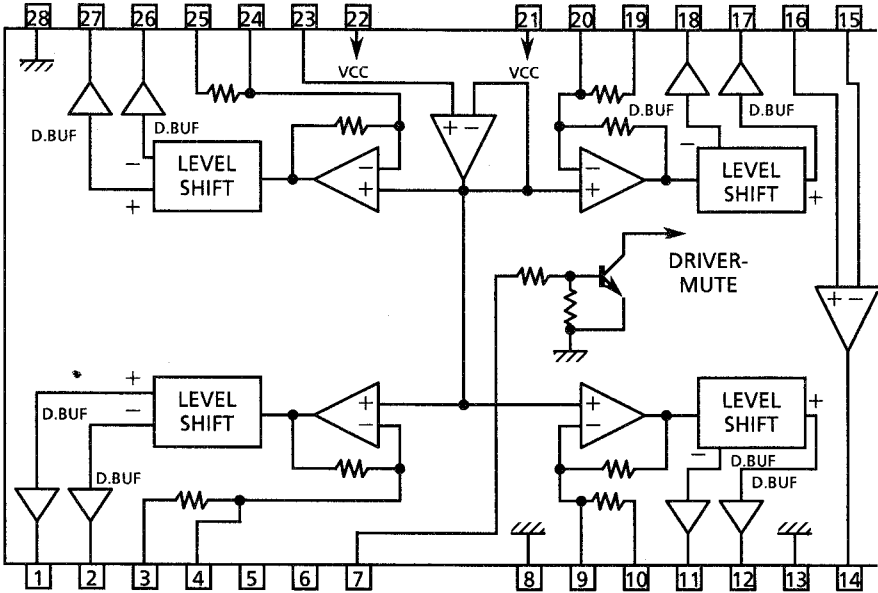 28 27 26 25 24 23 22 21 20 19 18 17 16 15
VCC VCC
D.BUF D.BUF
D.BUF D.BUF
+ − −
− LEVEL SHIFT − + + − LEVEL SHIFT
+ +
DRIVER-
MUTE
+ −
+ LEVEL SHIFT + + LEVEL SHIFT +
D.BUF − − −
− D.BUF
D.BUF D.BUF
1 2 3 4 5 6 7 8 9 10 11 12 13 14